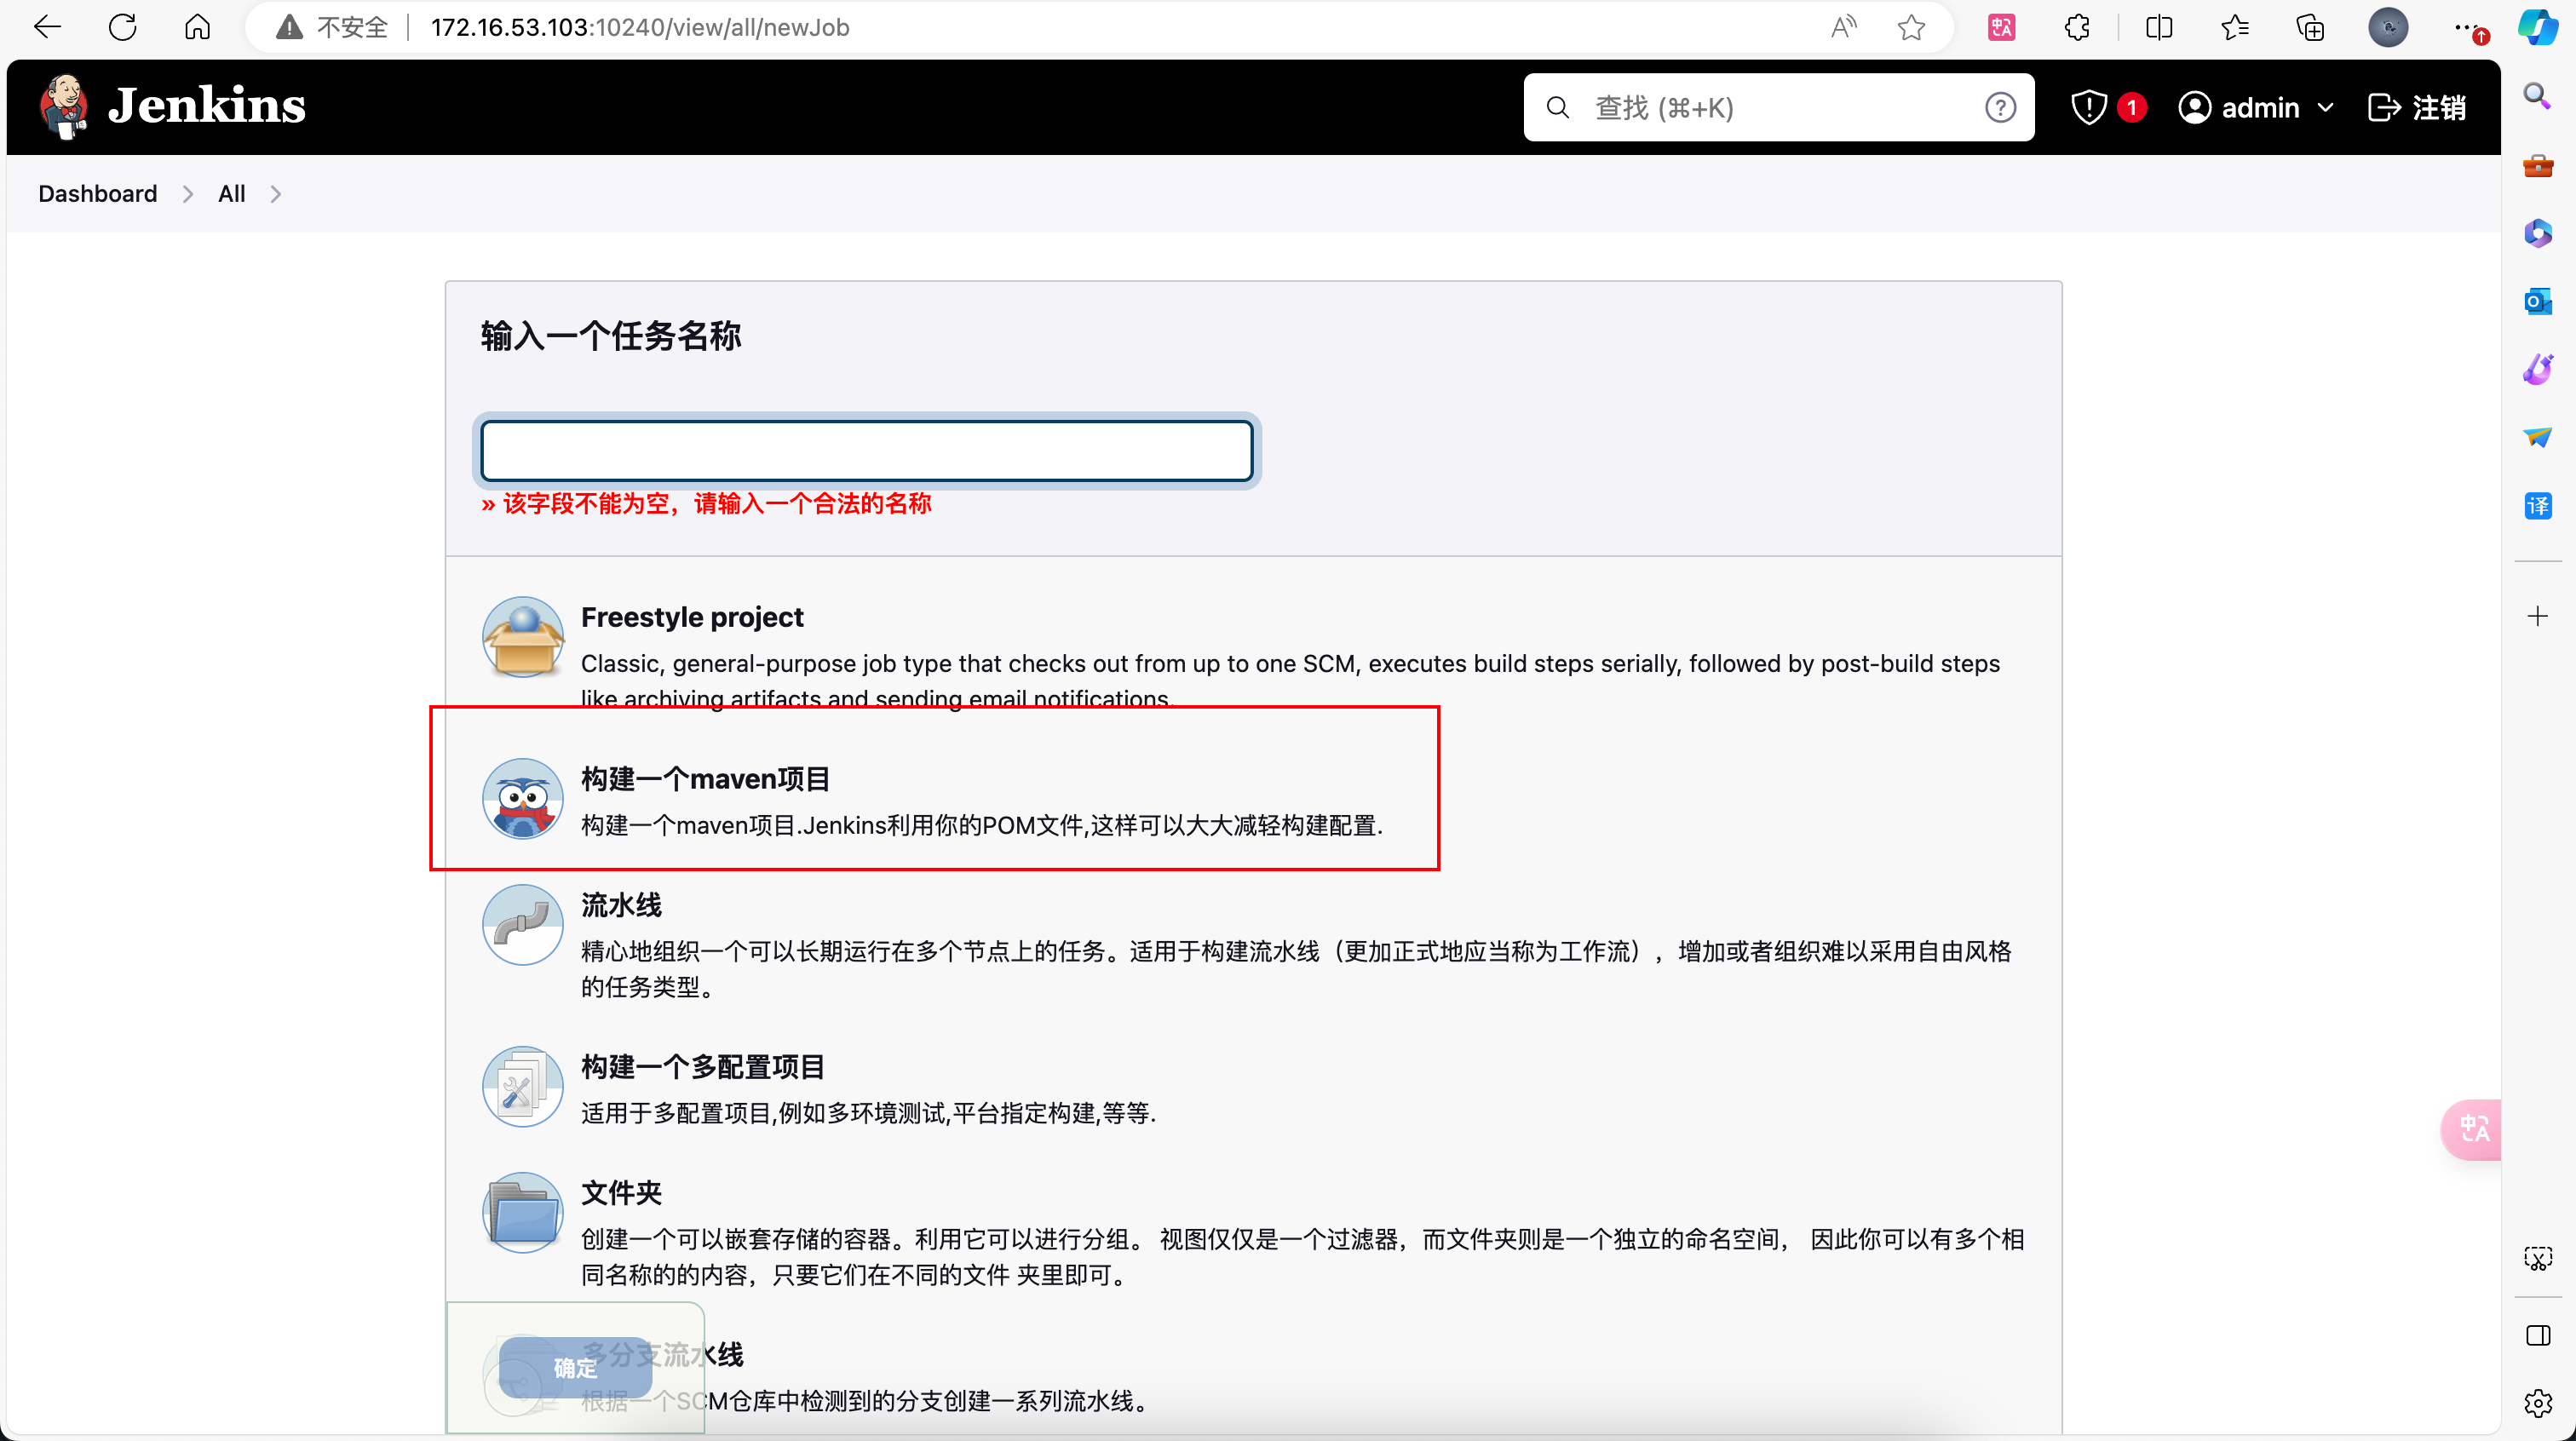 不安全 172.16.53.103:10240/view/all/newJob
Jenkins
查找 (⌘+K)
1
admin
注销
Dashboard
All
输入一个任务名称
» 该字段不能为空，请输入一个合法的名称
Freestyle project
Classic, general-purpose job type that checks out from up to one SCM, executes build steps serially, followed by post-build steps
like archiving artifacts and sending email notifications.
构建一个maven项目
构建一个maven项目.Jenkins利用你的POM文件,这样可以大大减轻构建配置.
流水线
精心地组织一个可以长期运行在多个节点上的任务。适用于构建流水线（更加正式地应当称为工作流），增加或者组织难以采用自由风格
的任务类型。
构建一个多配置项目
适用于多配置项目,例如多环境测试,平台指定构建,等等.
文件夹
创建一个可以嵌套存储的容器。利用它可以进行分组。 视图仅仅是一个过滤器，而文件夹则是一个独立的命名空间， 因此你可以有多个相
同名称的的内容，只要它们在不同的文件 夹里即可。
多分支流水线
确定
根据一个SCM仓库中检测到的分支创建一系列流水线。
译
中A